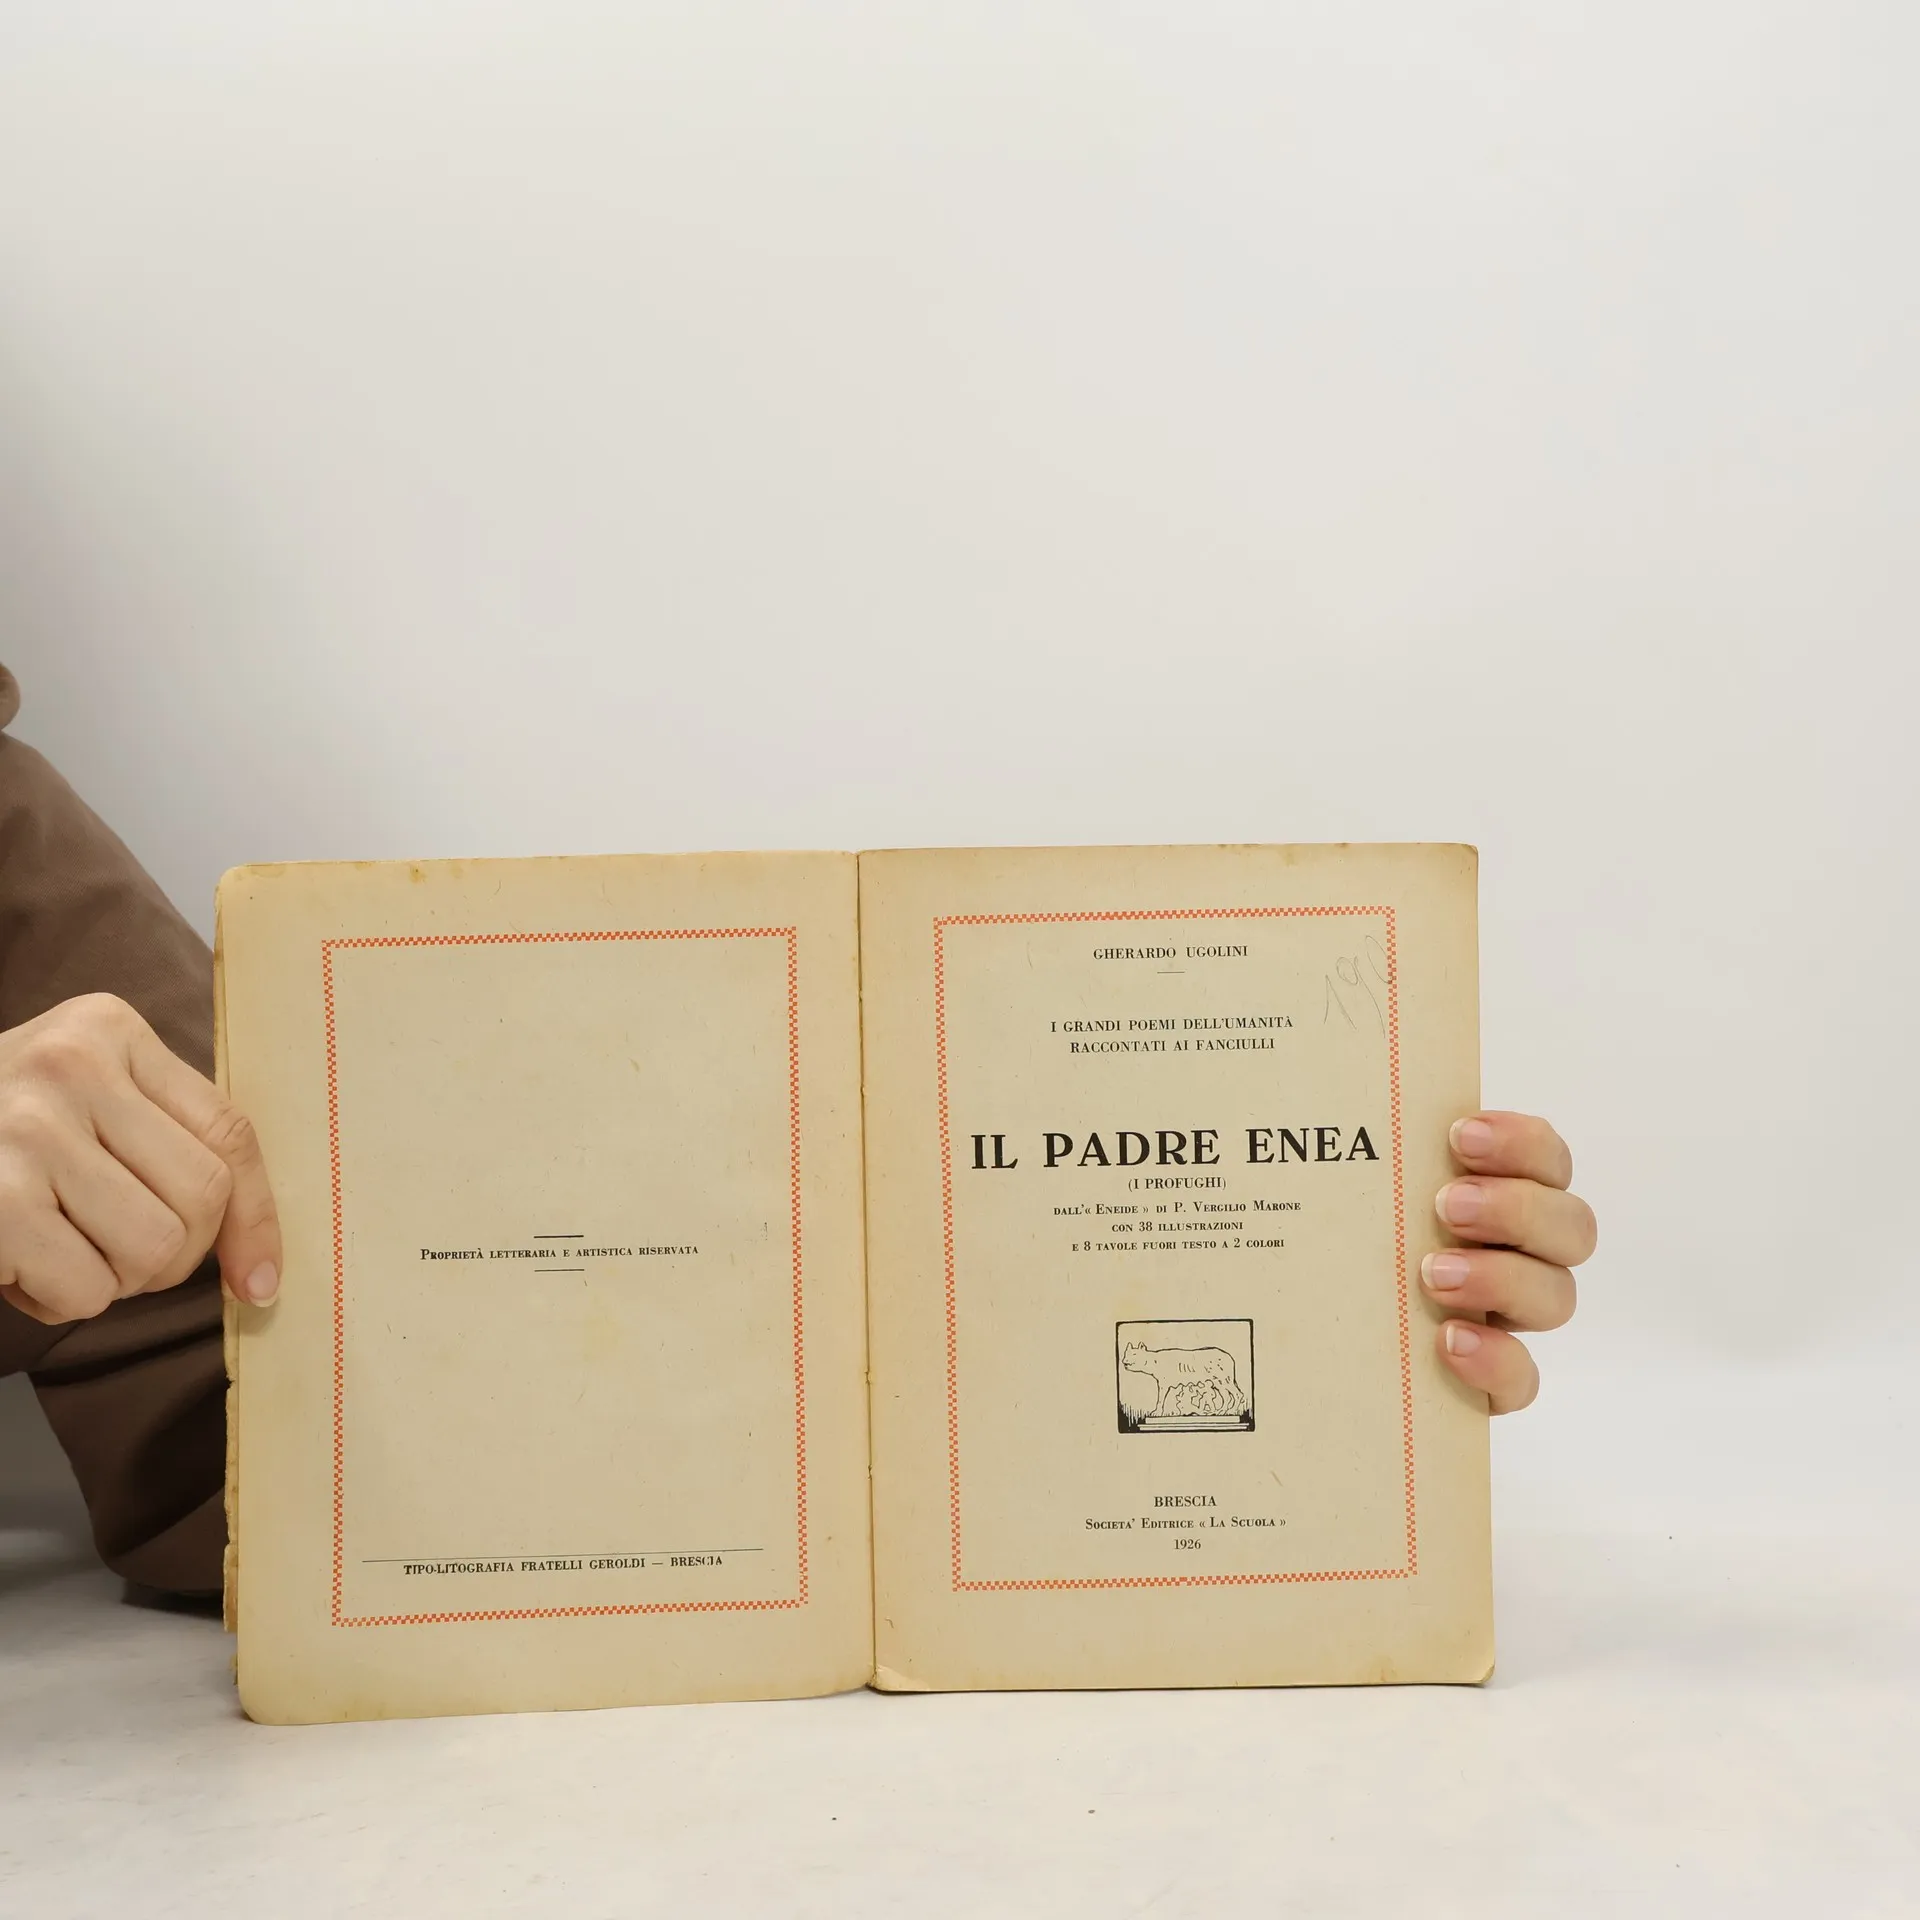 Proprietà letteraria e artistica riservata
TIPO-LITOGRAFIA FRATELLI GEROLDI — BRESCIA
GHERARDO UGOLINI
I GRANDI POEMI DELL'UMANITÀ
RACCONTATI AI FANCIULLI
IL PADRE ENEA
(I PROFUGHI)
DALL'« ENEIDE » DI P. VERGILIO MARONE
CON 38 ILLUSTRAZIONI
E 8 TAVOLE FUORI TESTO A 2 COLORI
BRESCIA
SOCIETA' EDITRICE « LA SCUOLA »
1926